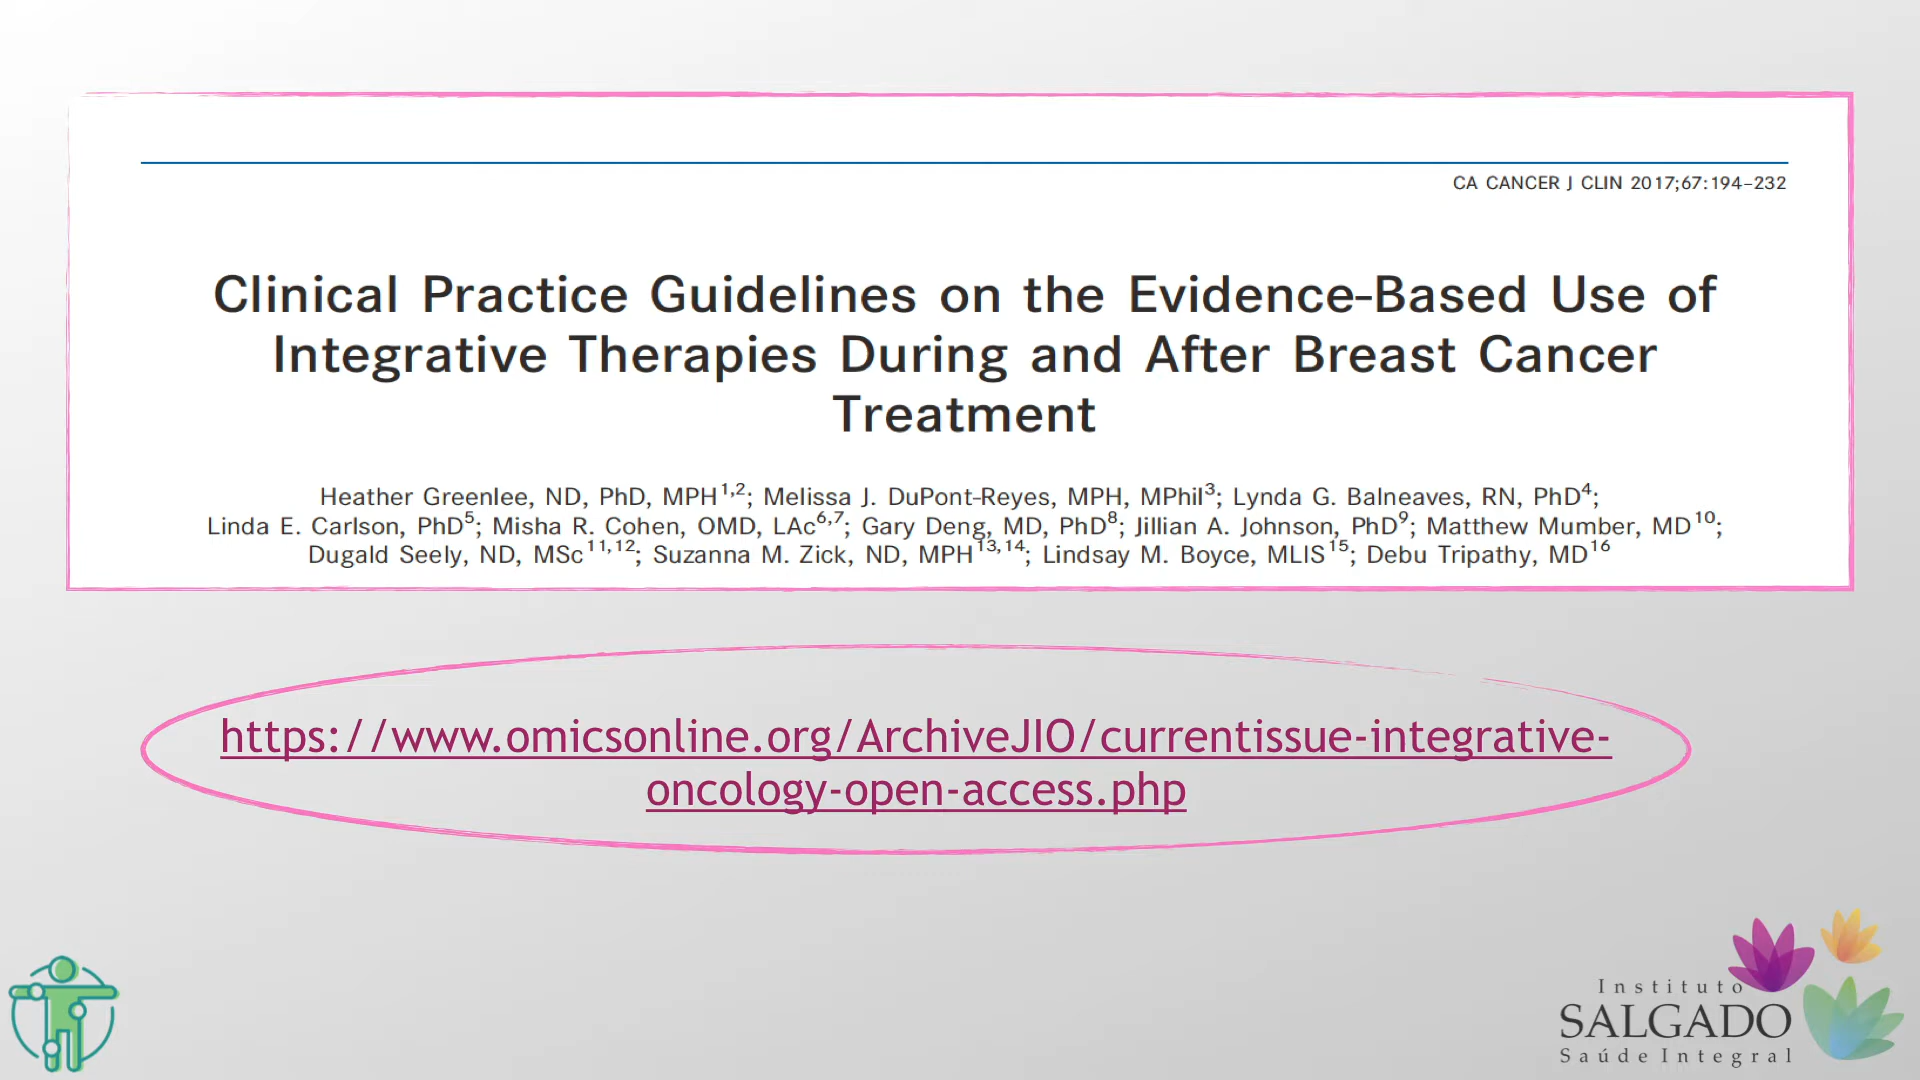 CA CANCER J CLIN 2017;67:194–232
Clinical Practice Guidelines on the Evidence-Based Use of
Integrative Therapies During and After Breast Cancer
Treatment
Heather Greenlee, ND, PhD, MPH1,2; Melissa J. DuPont-Reyes, MPH, MPhil3; Lynda G. Balneaves, RN, PhD4;
Linda E. Carlson, PhD5; Misha R. Cohen, OMD, LAc6,7; Gary Deng, MD, PhD8; Jillian A. Johnson, PhD9; Matthew Mumber, MD10;
Dugald Seely, ND, MSc11,12; Suzanna M. Zick, ND, MPH13,14; Lindsay M. Boyce, MLIS15; Debu Tripathy, MD16
https://www.omicsonline.org/ArchiveJIO/currentissue-integrative-
oncology-open-access.php
Instituto
SALGADO
Saúde Integral